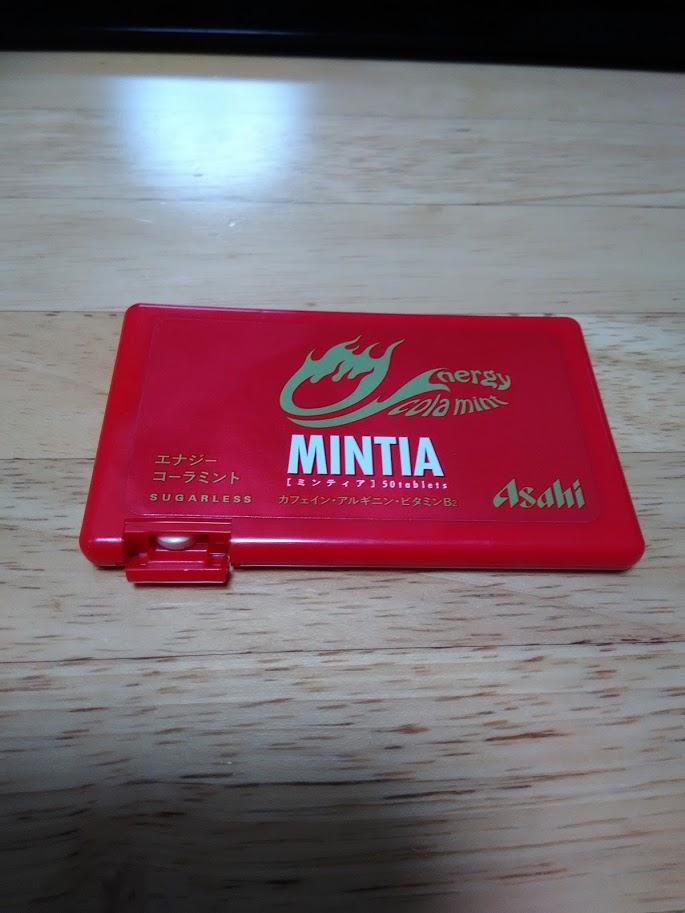 energy
cola mint
MINTIA
[ミンティア] 50tablets
エナジー
コーラミント
SUGARLESS
カフェイン・アルギニン・ビタミンB2
Asahi